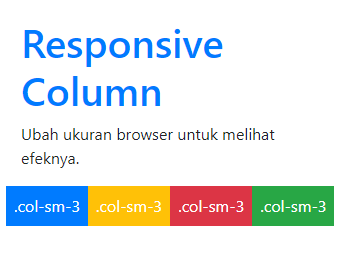 Responsive
Column
Ubah ukuran browser untuk melihat
efeknya.
.col-sm-3 .col-sm-3 .col-sm-3 .col-sm-3